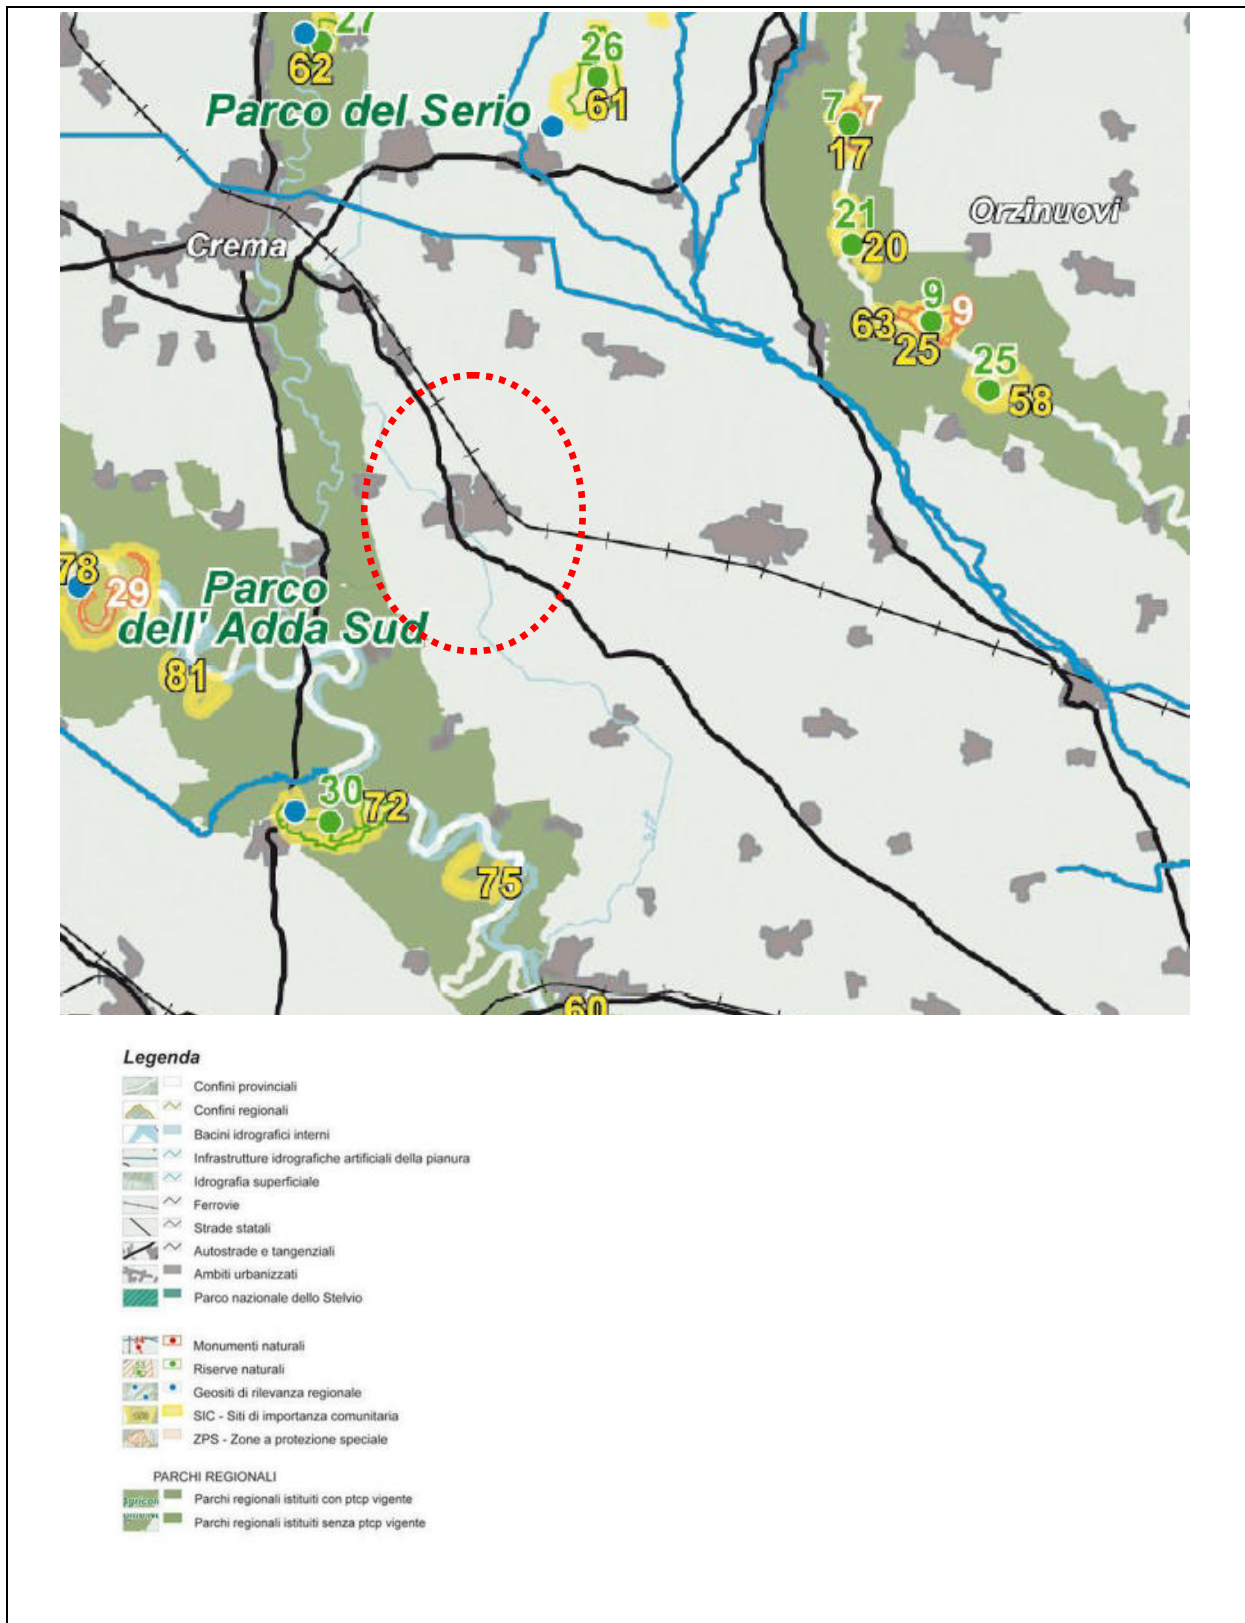 27
62
26
61
Parco del Serio
7 7
17
21
20
Orzinuovi
Crema
9
9
63
25
25
58
78
29
Parco
dell' Adda Sud
81
30
72
75
60
Legenda
Confini provinciali
Confini regionali
Bacini idrografici interni
Infrastrutture idrografiche artificiali della pianura
Idrografia superficiale
Ferrovie
Strade statali
Autostrade e tangenziali
Ambiti urbanizzati
Parco nazionale dello Stelvio
Monumenti naturali
Riserve naturali
Geositi di rilevanza regionale
SIC - Siti di importanza comunitaria
ZPS - Zone a protezione speciale
PARCHI REGIONALI
Parchi regionali istituiti con ptcp vigente
Parchi regionali istituiti senza ptcp vigente